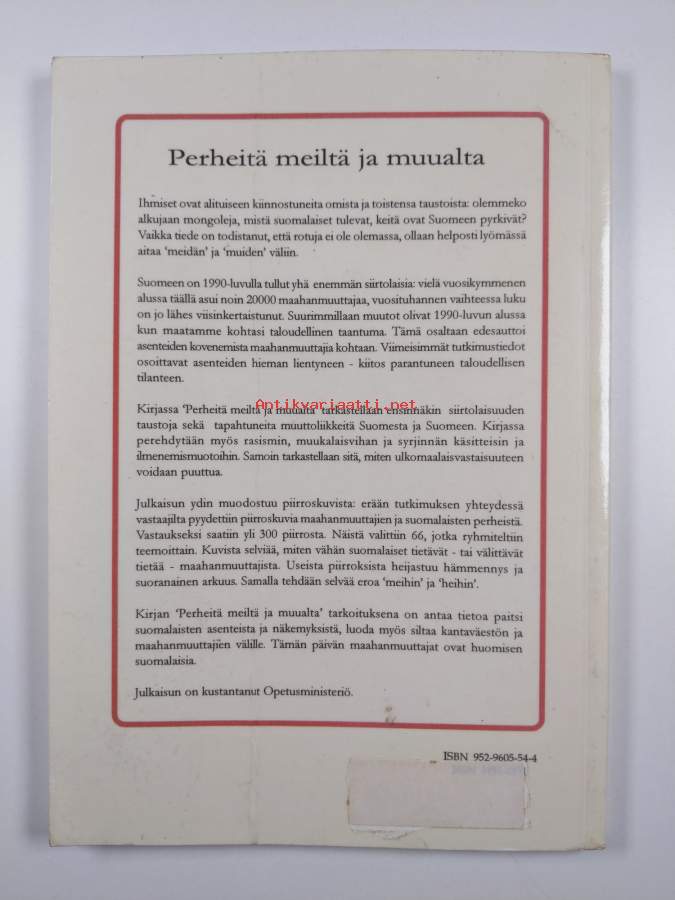 Perheitä meiltä ja muualta
Ihmiset ovat alituiseen kiinnostuneita omista ja toistensa taustoista: olemmeko
alkujaan mongoleja, mistä suomalaiset tulevat, keitä ovat Suomeen pyrkivät?
Vaikka tiede on todistanut, että rotuja ei ole olemassa, ollaan helposti lyömässä
aitaa 'meidän' ja 'muiden' väliin.
Suomeen on 1990-luvulla tullut yhä enemmän siirtolaisia: vielä vuosikymmenen
alussa täällä asui noin 20000 maahanmuuttajaa, vuosituhannen vaihteessa luku
on jo lähes viisinkertaistunut. Suurimmillaan muutot olivat 1990-luvun alussa
kun maatamme kohtasi taloudellinen taantuma. Tämä osaltaan edesauttoi
asenteiden kovenemista maahanmuuttajia kohtaan. Viimeisimmät tutkimustiedot
osoittavat asenteiden hieman lientyneen - kiitos parantuneen taloudellisen
tilanteen.
Antikvariaatti.net
Kirjassa 'Perheitä meiltä ja muualta' tarkastellaan ensinnäkin siirtolaisuuden
taustoja sekä tapahtuneita muuttoliikkeitä Suomesta ja Suomeen. Kirjassa
perehdytään myös rasismin, muukalaisvihan ja syrjinnän käsitteisin ja
ilmenemismuotoihin. Samoin tarkastellaan sitä, miten ulkomaalaisvastaisuuteen
voidaan puuttua.
Julkaisun ydin muodostuu piirroskuvista: erään tutkimuksen yhteydessä
vastaajilta pyydettiin piirroskuvia maahanmuuttajien ja suomalaisten perheistä.
Vastaukseksi saatiin yli 300 piirrosta. Näistä valittiin 66, jotka ryhmiteltiin
teemoittain. Kuvista selviää, miten vähän suomalaiset tietävät - tai välittävät
tietää - maahanmuuttajista. Useista piirroksista heijastuu hämmennys ja
suoranainen arkuus. Samalla tehdään selvää eroa 'meihin' ja 'heihin'.
Kirjan 'Perheitä meiltä ja muualta' tarkoituksena on antaa tietoa paitsi
suomalaisten asenteista ja näkemyksistä, luoda myös siltaa kantaväestön ja
maahanmuuttajien välille. Tämän päivän maahanmuuttajat ovat huomisen
suomalaisia.
Julkaisun on kustantanut Opetusministeriö.
ISBN 952-9605-54-4